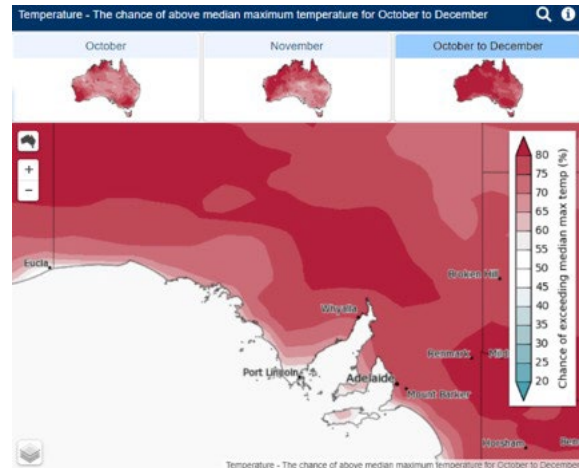 Temperature - The chance of above median maximum temperature for October to December
October
November
October to December
+
−
80
75
70
65
60
55
50
45
40
35
30
25
20
Chance of exceeding median max temp (%)
Eucla
Broken Hill
Whyalla
Renmark
Mild
Port Lincoln
Adelaide
Mount Barker
Horsham
Ben
Temperature - The chance of above median maximum temperature for October to December